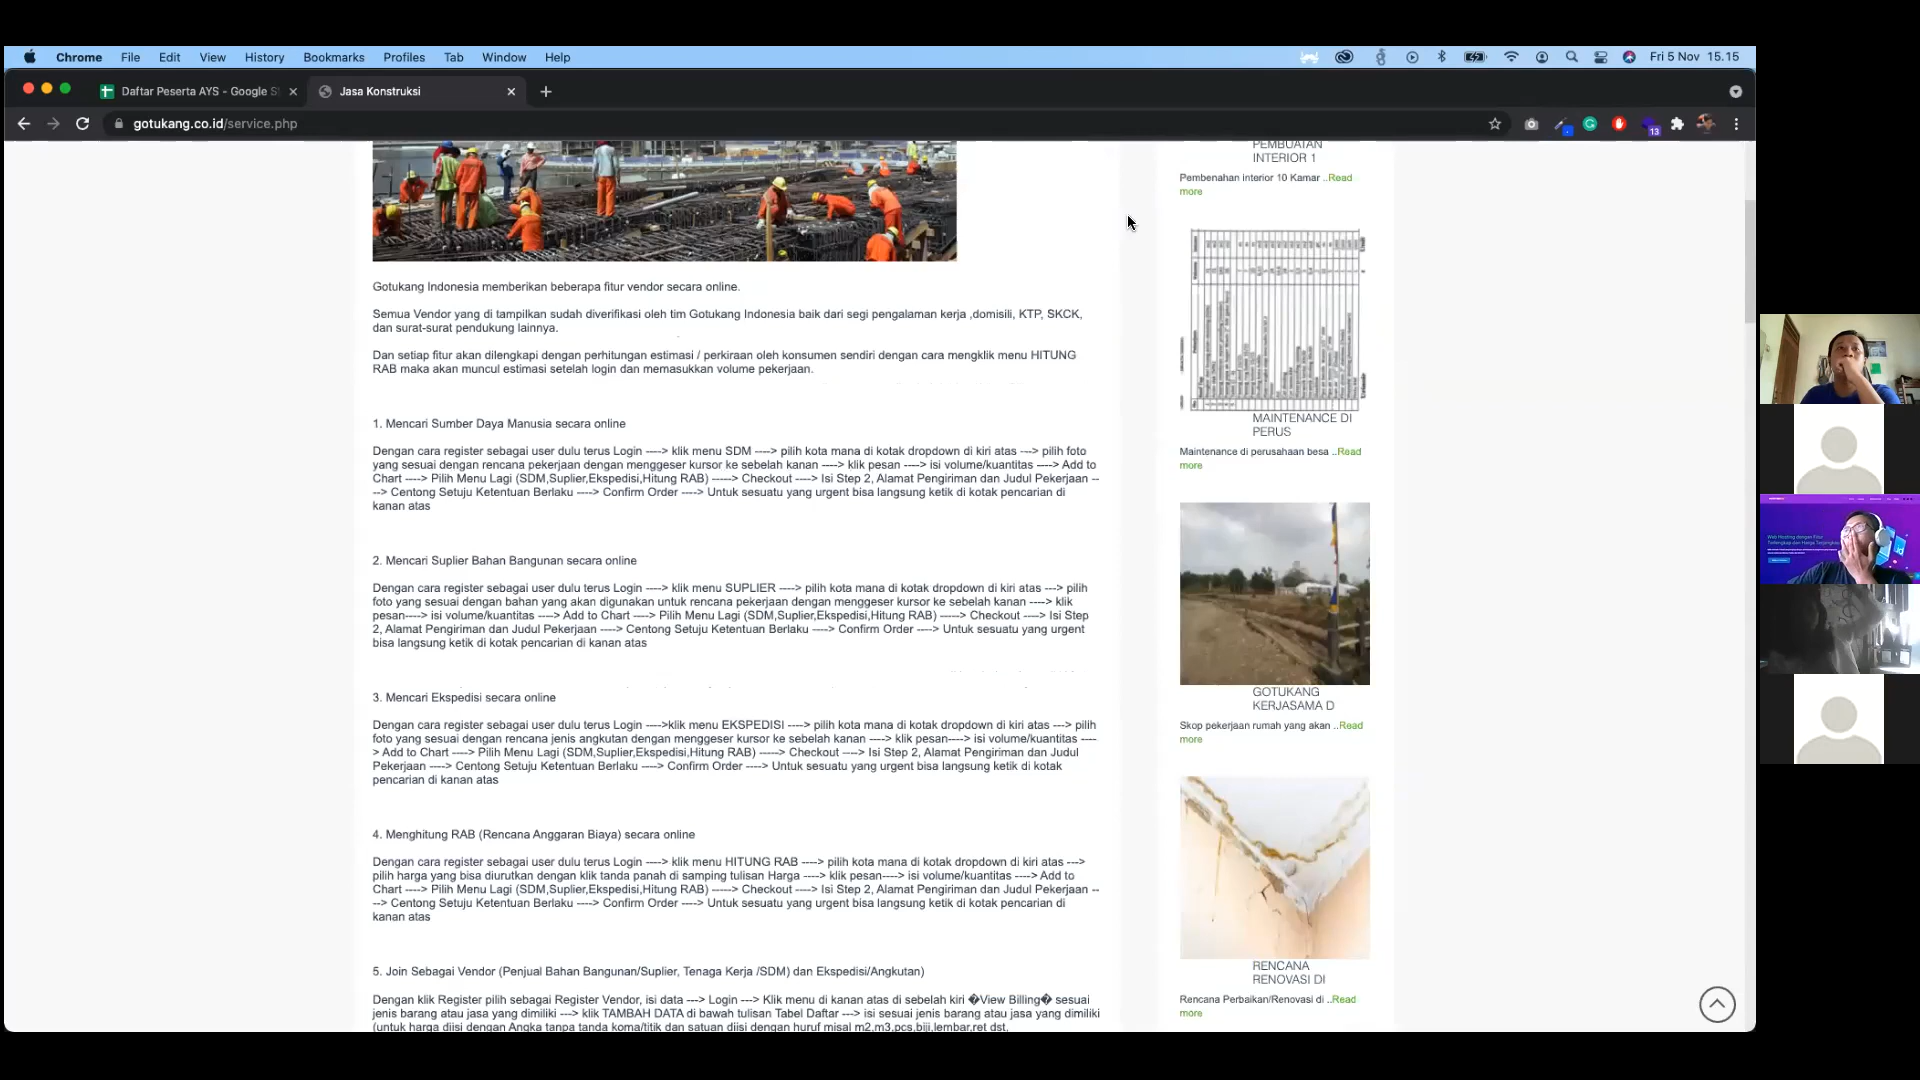 Chrome File Edit View History Bookmarks Profiles Tab Window Help
Fri 5 Nov 15.15
Daftar Peserta AYS - Google S
Jasa Konstruksi
gotukang.co.id/service.php
13
Gotukang Indonesia memberikan beberapa fitur vendor secara online.
Semua Vendor yang di tampilkan sudah diverifikasi oleh tim Gotukang Indonesia baik dari segi pengalaman kerja ,domisili, KTP, SKCK,
dan surat-surat pendukung lainnya.
Dan setiap fitur akan dilengkapi dengan perhitungan estimasi / perkiraan oleh konsumen sendiri dengan cara mengklik menu HITUNG
RAB maka akan muncul estimasi setelah login dan memasukkan volume pekerjaan.
1. Mencari Sumber Daya Manusia secara online
Dengan cara register sebagai user dulu terus Login ----> klik menu SDM ----> pilih kota mana di kotak dropdown di kiri atas ---> pilih foto
yang sesuai dengan rencana pekerjaan dengan menggeser kursor ke sebelah kanan ----> klik pesan ----> isi volume/kuantitas ----> Add to
Chart ----> Pilih Menu Lagi (SDM,Suplier,Ekspedisi,Hitung RAB) -----> Checkout ----> Isi Step 2, Alamat Pengiriman dan Judul Pekerjaan --
--> Centong Setuju Ketentuan Berlaku ----> Confirm Order ----> Untuk sesuatu yang urgent bisa langsung ketik di kotak pencarian di
kanan atas
2. Mencari Suplier Bahan Bangunan secara online
Dengan cara register sebagai user dulu terus Login ----> klik menu SUPLIER ----> pilih kota mana di kotak dropdown di kiri atas ---> pilih
foto yang sesuai dengan bahan yang akan digunakan untuk rencana pekerjaan dengan menggeser kursor ke sebelah kanan ----> klik
pesan----> isi volume/kuantitas ----> Add to Chart ----> Pilih Menu Lagi (SDM,Suplier,Ekspedisi,Hitung RAB) -----> Checkout ----> Isi Step
2, Alamat Pengiriman dan Judul Pekerjaan ----> Centong Setuju Ketentuan Berlaku ----> Confirm Order ----> Untuk sesuatu yang urgent
bisa langsung ketik di kotak pencarian di kanan atas
3. Mencari Ekspedisi secara online
Dengan cara register sebagai user dulu terus Login ---->klik menu EKSPEDISI ----> pilih kota mana di kotak dropdown di kiri atas ---> pilih
foto yang sesuai dengan rencana jenis angkutan dengan menggeser kursor ke sebelah kanan ----> klik pesan----> isi volume/kuantitas ----
> Add to Chart ----> Pilih Menu Lagi (SDM,Suplier,Ekspedisi,Hitung RAB) -----> Checkout ----> Isi Step 2, Alamat Pengiriman dan Judul
Pekerjaan ----> Centong Setuju Ketentuan Berlaku ----> Confirm Order ----> Untuk sesuatu yang urgent bisa langsung ketik di kotak
pencarian di kanan atas
4. Menghitung RAB (Rencana Anggaran Biaya) secara online
Dengan cara register sebagai user dulu terus Login ----> klik menu HITUNG RAB ----> pilih kota mana di kotak dropdown di kiri atas --->
pilih harga yang bisa diurutkan dengan klik tanda panah di samping tulisan Harga ----> klik pesan----> isi volume/kuantitas ----> Add to
Chart ----> Pilih Menu Lagi (SDM,Suplier,Ekspedisi,Hitung RAB) -----> Checkout ----> Isi Step 2, Alamat Pengiriman dan Judul Pekerjaan --
--> Centong Setuju Ketentuan Berlaku ----> Confirm Order ----> Untuk sesuatu yang urgent bisa langsung ketik di kotak pencarian di
kanan atas
5. Join Sebagai Vendor (Penjual Bahan Bangunan/Suplier, Tenaga Kerja /SDM) dan Ekspedisi/Angkutan)
Dengan klik Register pilih sebagai Register Vendor, isi data ---> Login ---> Klik menu di kanan atas di sebelah kiri �View Billing� sesuai
jenis barang atau jasa yang dimiliki ---> klik TAMBAH DATA di bawah tulisan Tabel Daftar ---> isi sesuai jenis barang atau jasa yang dimiliki
(untuk harga diisi dengan Angka tanpa tanda koma/titik dan satuan diisi dengan huruf misal m2,m3,pcs,biji,lembar,ret dst,
PEMBUATAN
INTERIOR 1
Pembenahan interior 10 Kamar ..Read
more
MAINTENANCE DI
PERUS
Maintenance di perusahaan besa ..Read
more
GOTUKANG
KERJASAMA D
Skop pekerjaan rumah yang akan ..Read
more
RENCANA
RENOVASI DI
Rencana Perbaikan/Renovasi di ..Read
more